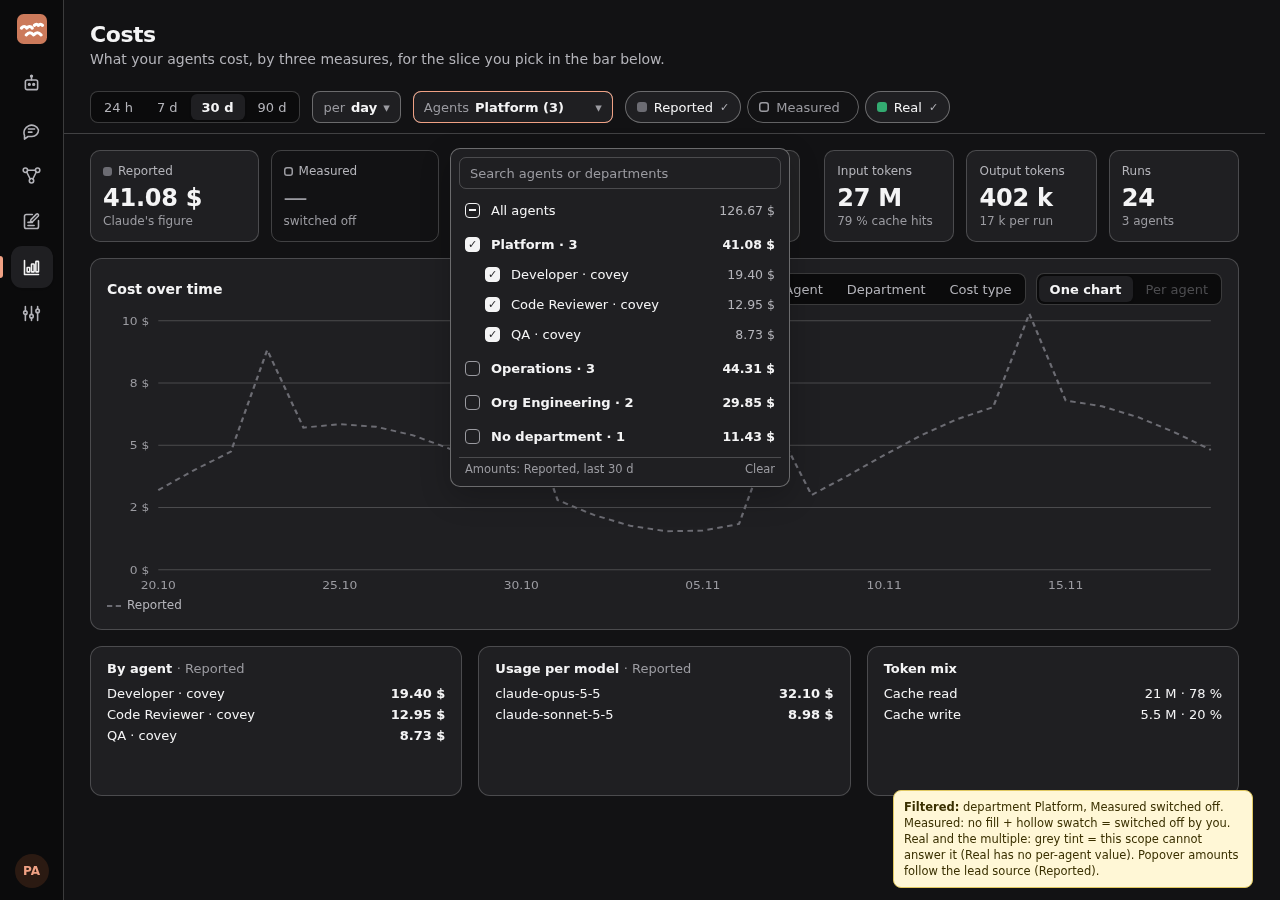 Costs
What your agents cost, by three measures, for the slice you pick in the bar below.
24 h 7 d 30 d 90 d per day ▾ Agents Platform (3) ▾ Reported ✓ Measured Real ✓
Reported
41.08 $
Claude's figure
Measured
—
switched off
Input tokens
27 M
79 % cache hits
Output tokens
402 k
17 k per run
Runs
24
3 agents
Search agents or departments
All agents 126.67 $
Platform · 3 41.08 $
Developer · covey 19.40 $
Code Reviewer · covey 12.95 $
QA · covey 8.73 $
Operations · 3 44.31 $
Org Engineering · 2 29.85 $
No department · 1 11.43 $
Amounts: Reported, last 30 d Clear
Cost over time
Agent Department Cost type One chart Per agent
10 $
8 $
5 $
2 $
0 $
20.10 25.10 30.10 05.11 10.11 15.11
Reported
By agent · Reported
Developer · covey 19.40 $
Code Reviewer · covey 12.95 $
QA · covey 8.73 $
Usage per model · Reported
claude-opus-5-5 32.10 $
claude-sonnet-5-5 8.98 $
Token mix
Cache read 21 M · 78 %
Cache write 5.5 M · 20 %
PA
Filtered: department Platform, Measured switched off.
Measured: no fill + hollow swatch = switched off by you.
Real and the multiple: grey tint = this scope cannot
answer it (Real has no per-agent value). Popover amounts
follow the lead source (Reported).